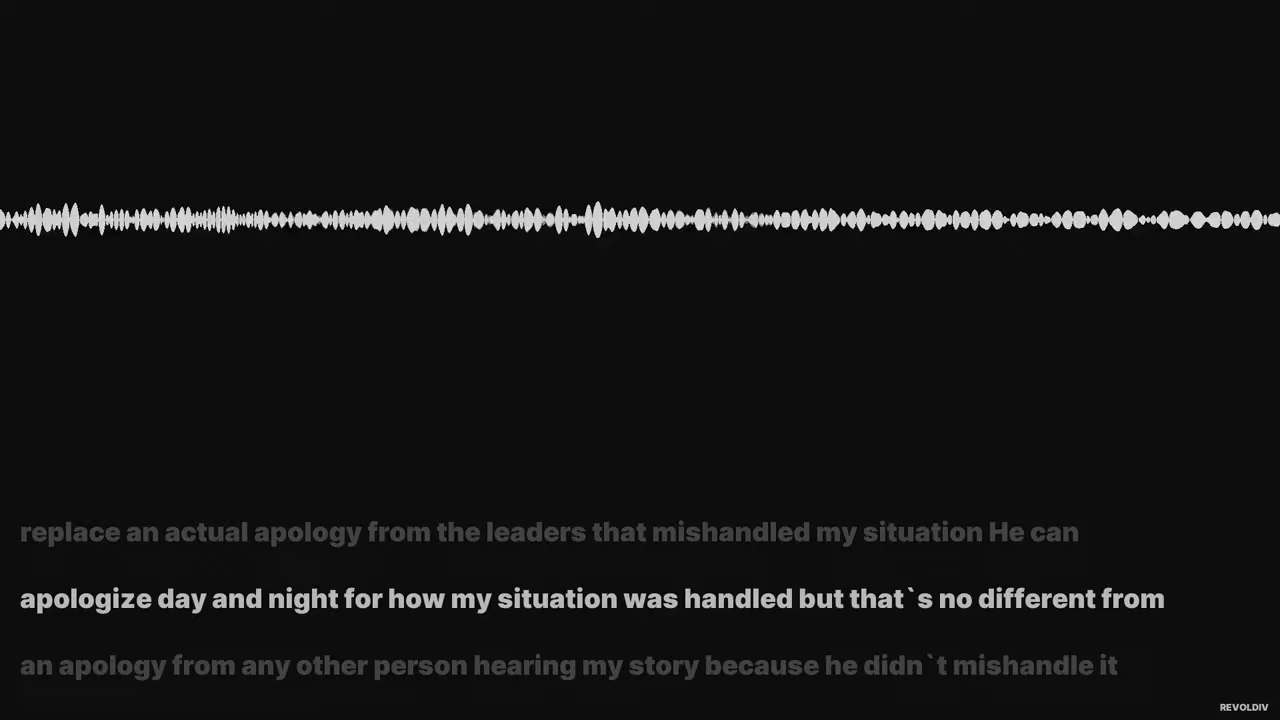 replace an actual apology from the leaders that mishandled my situation He can
apologize day and night for how my situation was handled but that`s no different from
an apology from any other person hearing my story because he didn`t mishandle it
REVOLDIV